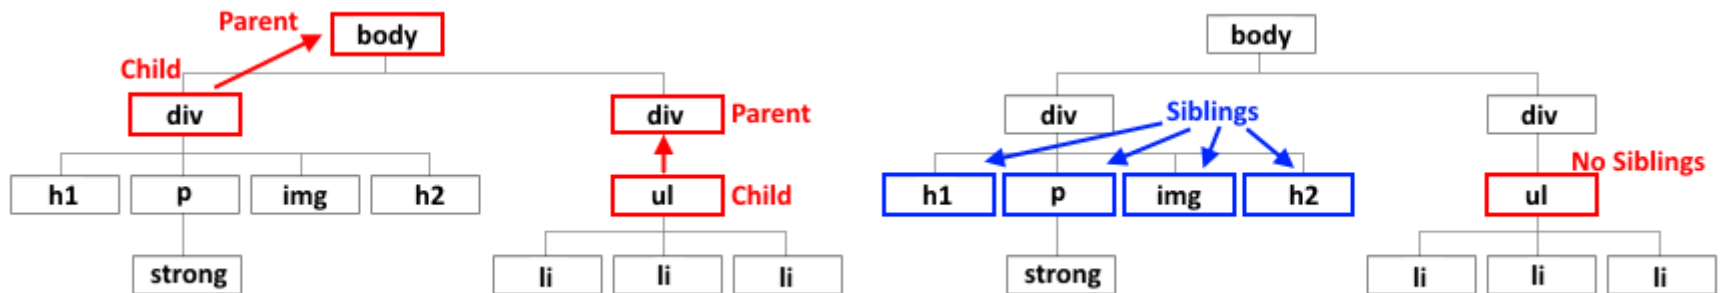 Parent
body
Child
div
div
Parent
h1
p
img
h2
ul
Child
strong
li
li
li
body
div
Siblings
div
No Siblings
h1
p
img
h2
ul
strong
li
li
li